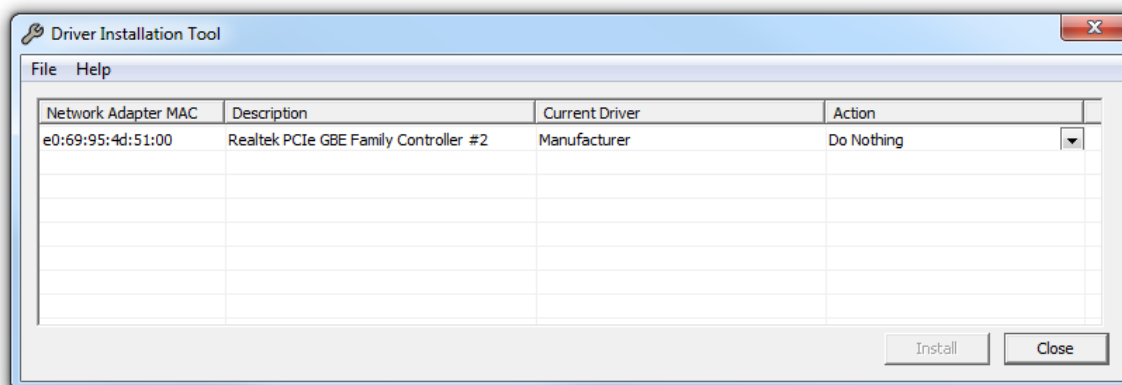 Driver Installation Tool
File Help
Network Adapter MAC Description Current Driver Action
e0:69:95:4d:51:00 Realtek PCIe GBE Family Controller #2 Manufacturer Do Nothing
Install Close